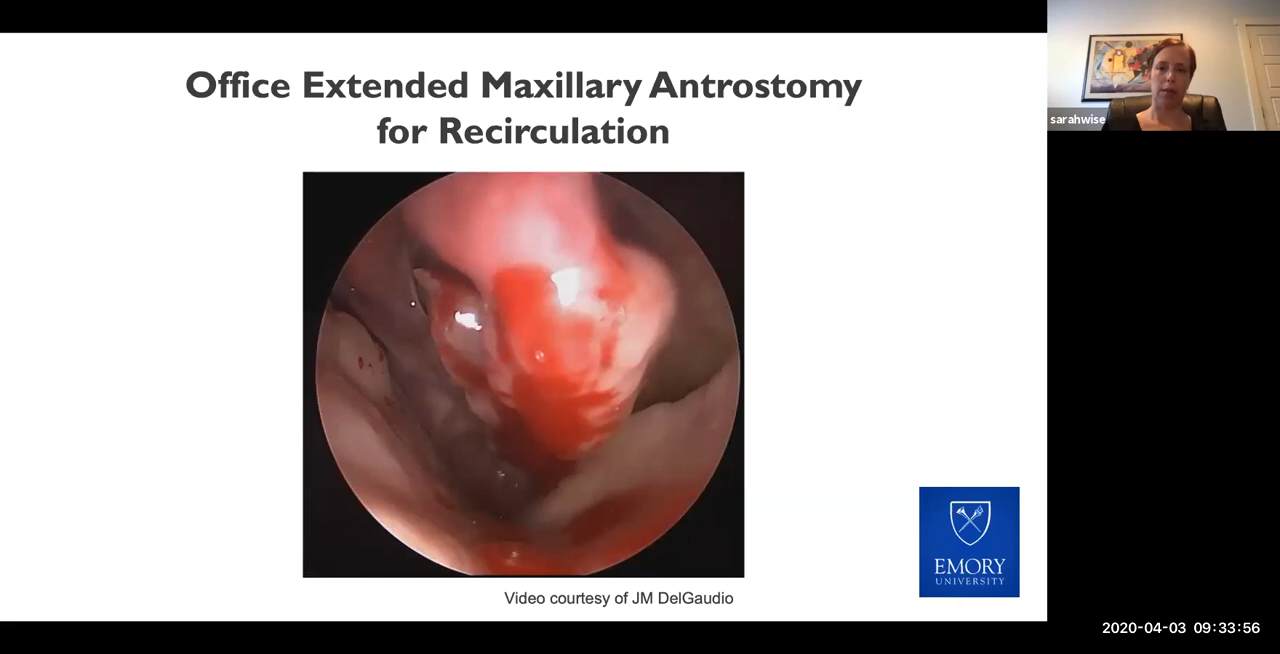 Office Extended Maxillary Antrostomy
for Recirculation
sarahwise
EMORY
UNIVERSITY
Video courtesy of JM DelGaudio
2020-04-03 09:33:56